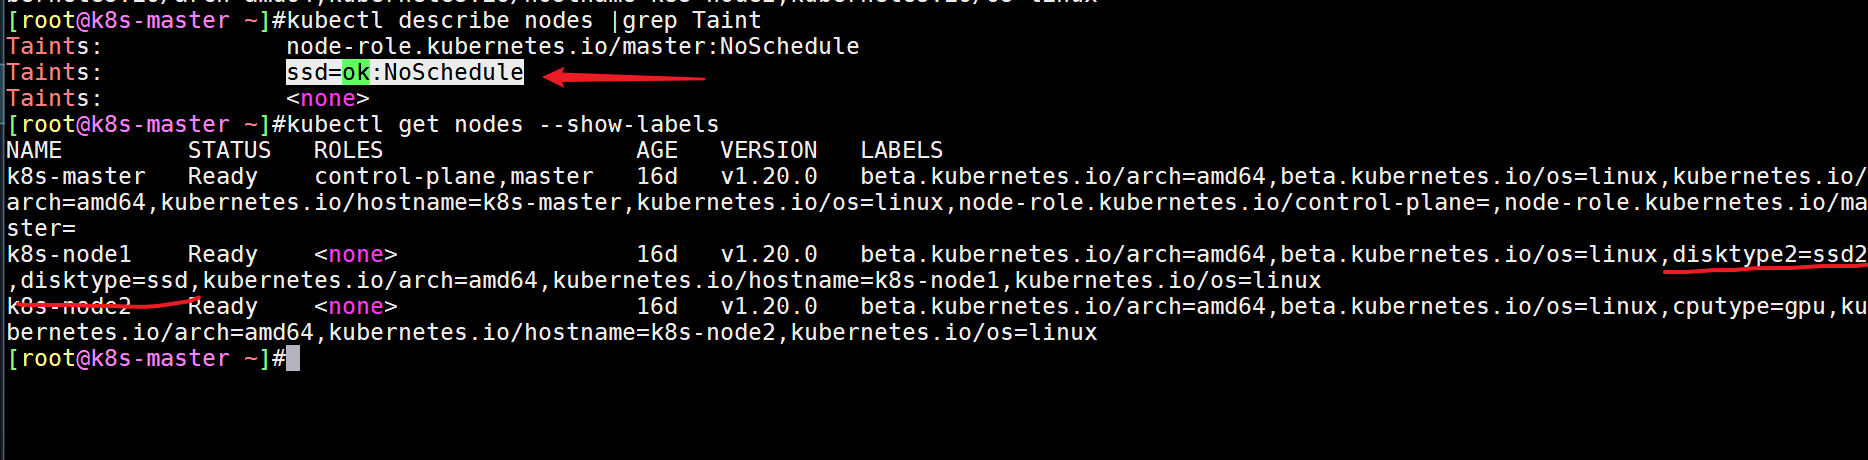 [root@k8s-master ~]#kubectl describe nodes |grep Taint
Taints:             node-role.kubernetes.io/master:NoSchedule
Taints:             ssd=ok:NoSchedule
Taints:             <none>
[root@k8s-master ~]#kubectl get nodes --show-labels
NAME         STATUS   ROLES                  AGE   VERSION   LABELS
k8s-master   Ready    control-plane,master   16d   v1.20.0   beta.kubernetes.io/arch=amd64,beta.kubernetes.io/os=linux,kubernetes.io/
arch=amd64,kubernetes.io/hostname=k8s-master,kubernetes.io/os=linux,node-role.kubernetes.io/control-plane=,node-role.kubernetes.io/ma
ster=
k8s-node1    Ready    <none>                 16d   v1.20.0   beta.kubernetes.io/arch=amd64,beta.kubernetes.io/os=linux,disktype2=ssd2
,disktype=ssd,kubernetes.io/arch=amd64,kubernetes.io/hostname=k8s-node1,kubernetes.io/os=linux
k8s-node2    Ready    <none>                 16d   v1.20.0   beta.kubernetes.io/arch=amd64,beta.kubernetes.io/os=linux,cputype=gpu,ku
bernetes.io/arch=amd64,kubernetes.io/hostname=k8s-node2,kubernetes.io/os=linux
[root@k8s-master ~]#